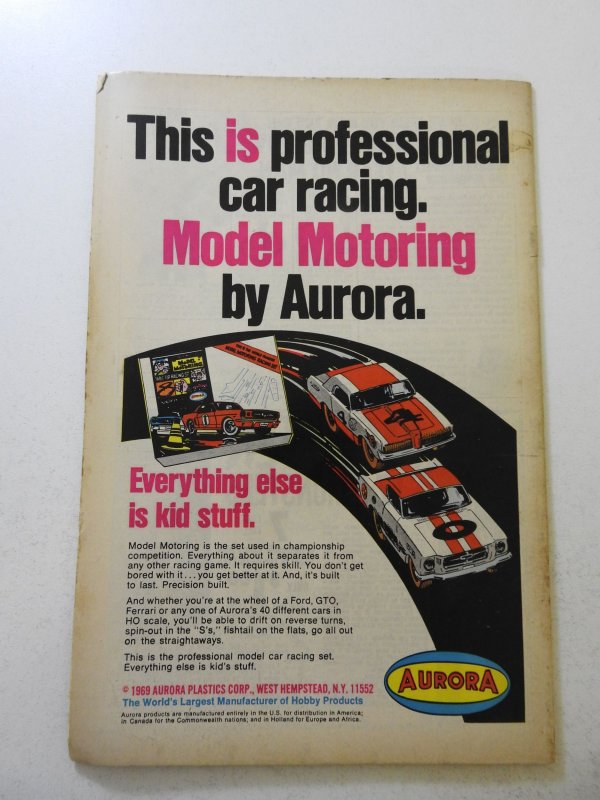 This is professional
car racing.
Model Motoring
by Aurora.
Everything else
is kid stuff.
Model Motoring is the set used in championship
competition. Everything about it separates it from
any other racing game. It requires skill. You don't get
bored with it...you get better at it. And, it's built
to last. Precision built.
And whether you're at the wheel of a Ford, GTO,
Ferrari or any one of Aurora's 40 different cars in
HO scale, you'll be able to drift on reverse turns,
spin-out in the "S's," fishtail on the flats, go all out
on the straightaways.
This is the professional model car racing set.
Everything else is kid's stuff.
© 1969 AURORA PLASTICS CORP., WEST HEMPSTEAD, N.Y. 11552
The World's Largest Manufacturer of Hobby Products
Aurora products are manufactured entirely in the U.S. for distribution in America;
in Canada for the Commonwealth nations; and in Holland for Europe and Africa.
AURORA